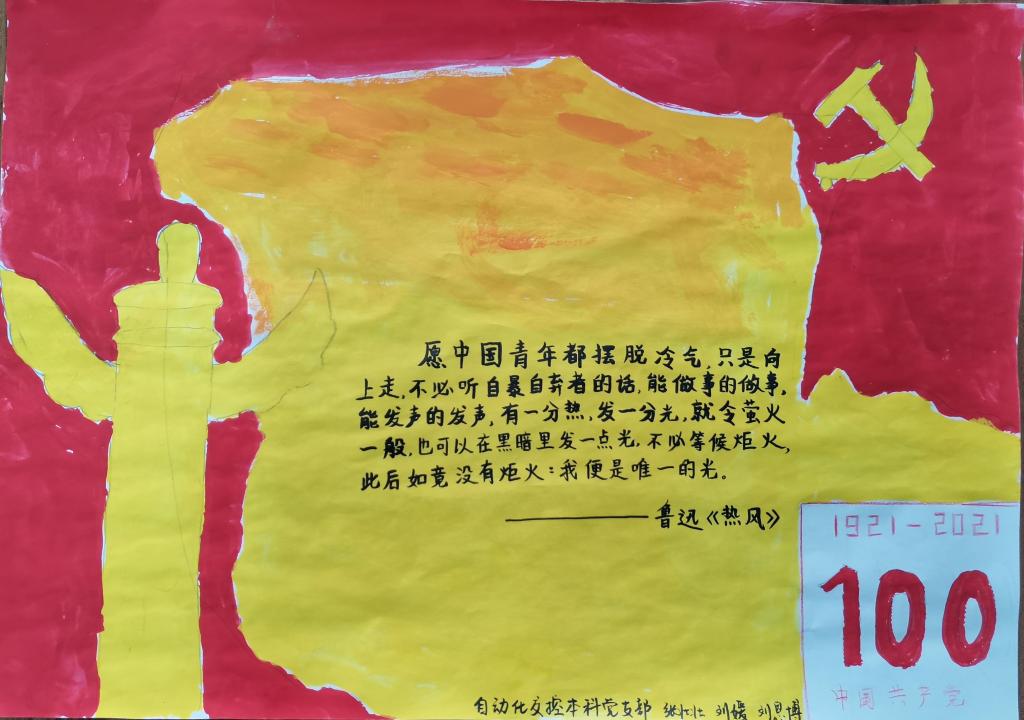 愿中国青年都摆脱冷气,只是向
上走,不必听自暴自弃者的话,能做事的做事,
能发声的发声,有一分热,发一分光,就令萤火
一般,也可以在黑暗里发一点光,不必等候炬火,
此后如竟没有炬火:我便是唯一的光。
——鲁迅《热风》
1921-2021
100
中国共产党
自动化交控本科党支部 刘媛 刘思博